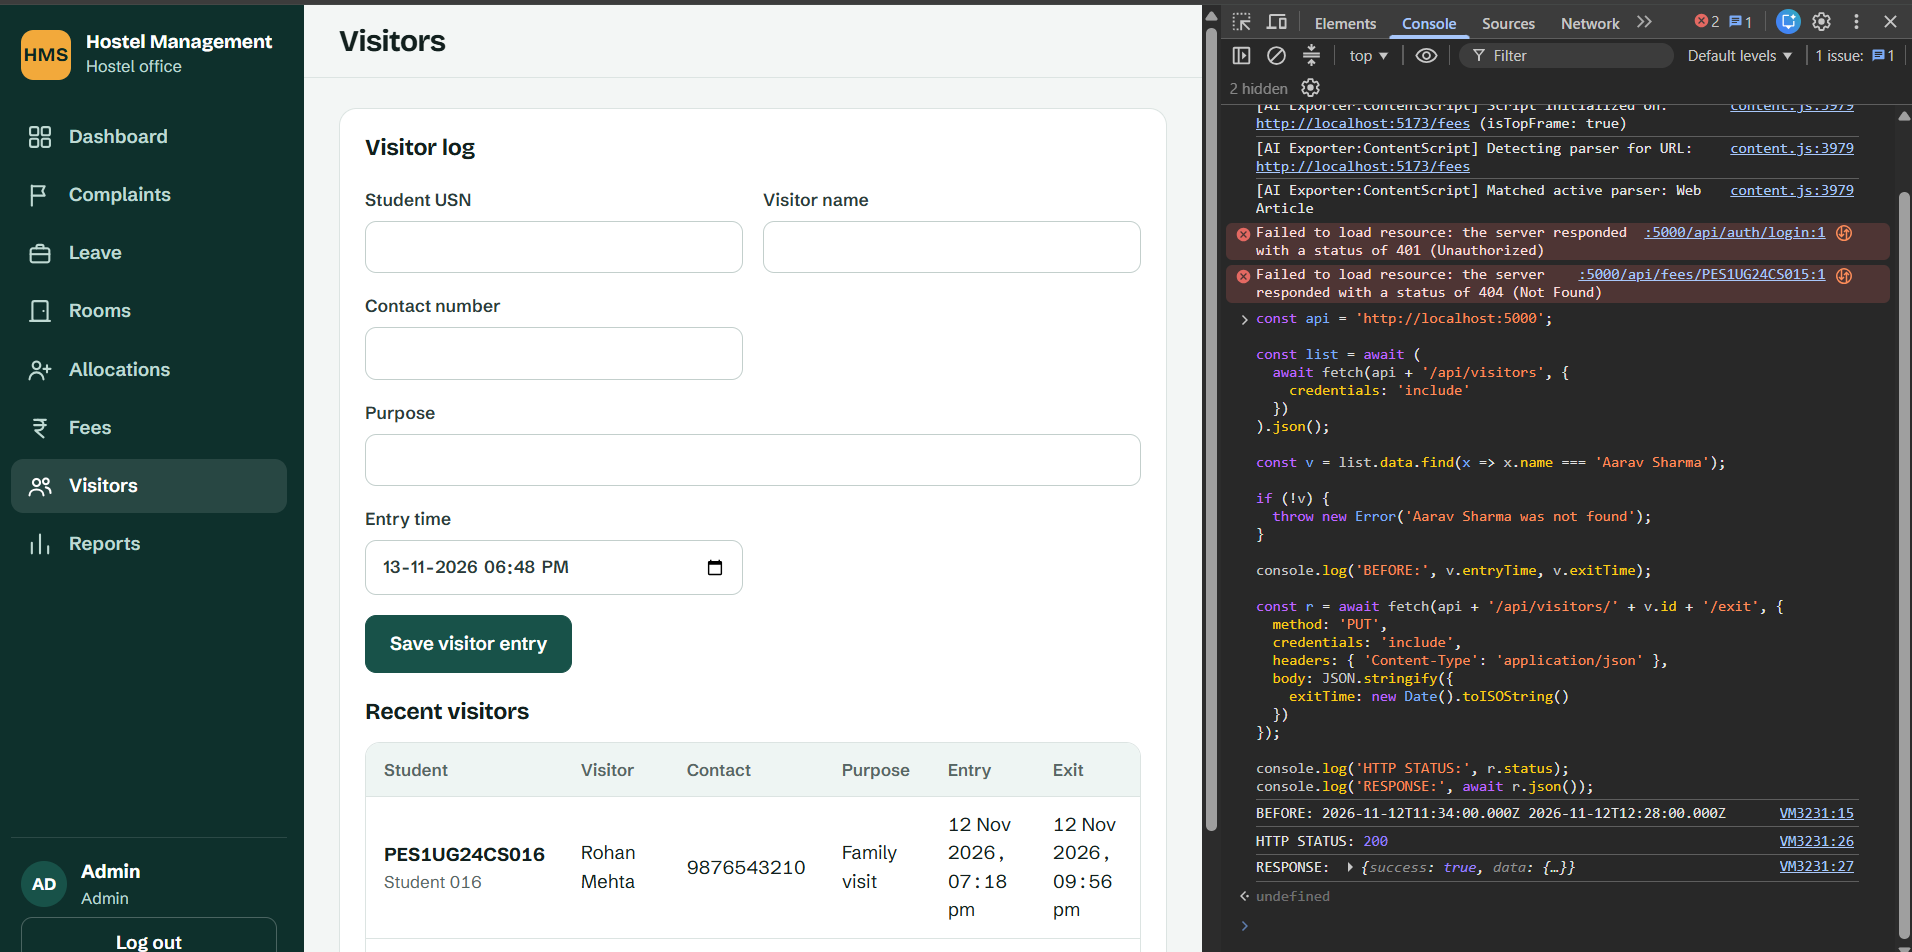 HMS
Hostel Management
Hostel office
Dashboard
Complaints
Leave
Rooms
Allocations
Fees
Visitors
Reports
AD
Admin
Admin
Log out
Visitors
Visitor log
Student USN
Visitor name
Contact number
Purpose
Entry time
13-11-2026 06:48 PM
Save visitor entry
Recent visitors
Student Visitor Contact Purpose Entry Exit
PES1UG24CS016
Student 016
Rohan
Mehta
9876543210
Family
visit
12 Nov
2026,
07:18
pm
12 Nov
2026,
09:56
pm
Elements Console Sources Network 2 1
top Filter Default levels 1 issue: 1
2 hidden
[AI Exporter:ContentScript] Script initialized on: content.js:3979
http://localhost:5173/fees (isTopFrame: true)
[AI Exporter:ContentScript] Detecting parser for URL: content.js:3979
http://localhost:5173/fees
[AI Exporter:ContentScript] Matched active parser: Web content.js:3979
Article
Failed to load resource: the server responded :5000/api/auth/login:1
with a status of 401 (Unauthorized)
Failed to load resource: the server :5000/api/fees/PES1UG24CS015:1
responded with a status of 404 (Not Found)
const api = 'http://localhost:5000';
const list = await (
await fetch(api + '/api/visitors', {
credentials: 'include'
})
).json();
const v = list.data.find(x => x.name === 'Aarav Sharma');
if (!v) {
throw new Error('Aarav Sharma was not found');
}
console.log('BEFORE:', v.entryTime, v.exitTime);
const r = await fetch(api + '/api/visitors/' + v.id + '/exit', {
method: 'PUT',
credentials: 'include',
headers: { 'Content-Type': 'application/json' },
body: JSON.stringify({
exitTime: new Date().toISOString()
})
});
console.log('HTTP STATUS:', r.status);
console.log('RESPONSE:', await r.json());
BEFORE: 2026-11-12T11:34:00.000Z 2026-11-12T12:28:00.000Z VM3231:15
HTTP STATUS: 200 VM3231:26
RESPONSE: {success: true, data: {…}} VM3231:27
undefined